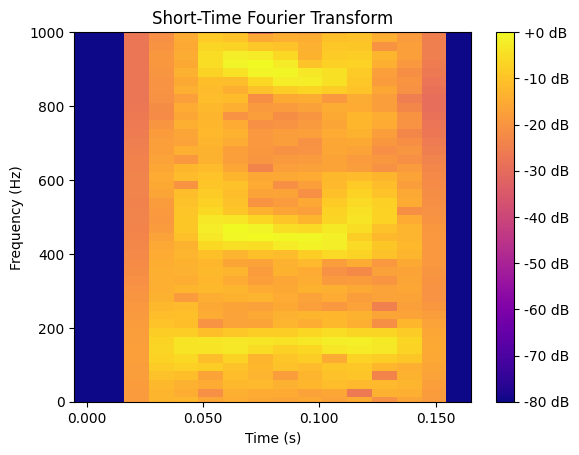 Short-Time Fourier Transform
1000
800
600
400
200
0
Frequency (Hz)
0.000
0.050
0.100
0.150
Time (s)
+0 dB
-10 dB
-20 dB
-30 dB
-40 dB
-50 dB
-60 dB
-70 dB
-80 dB